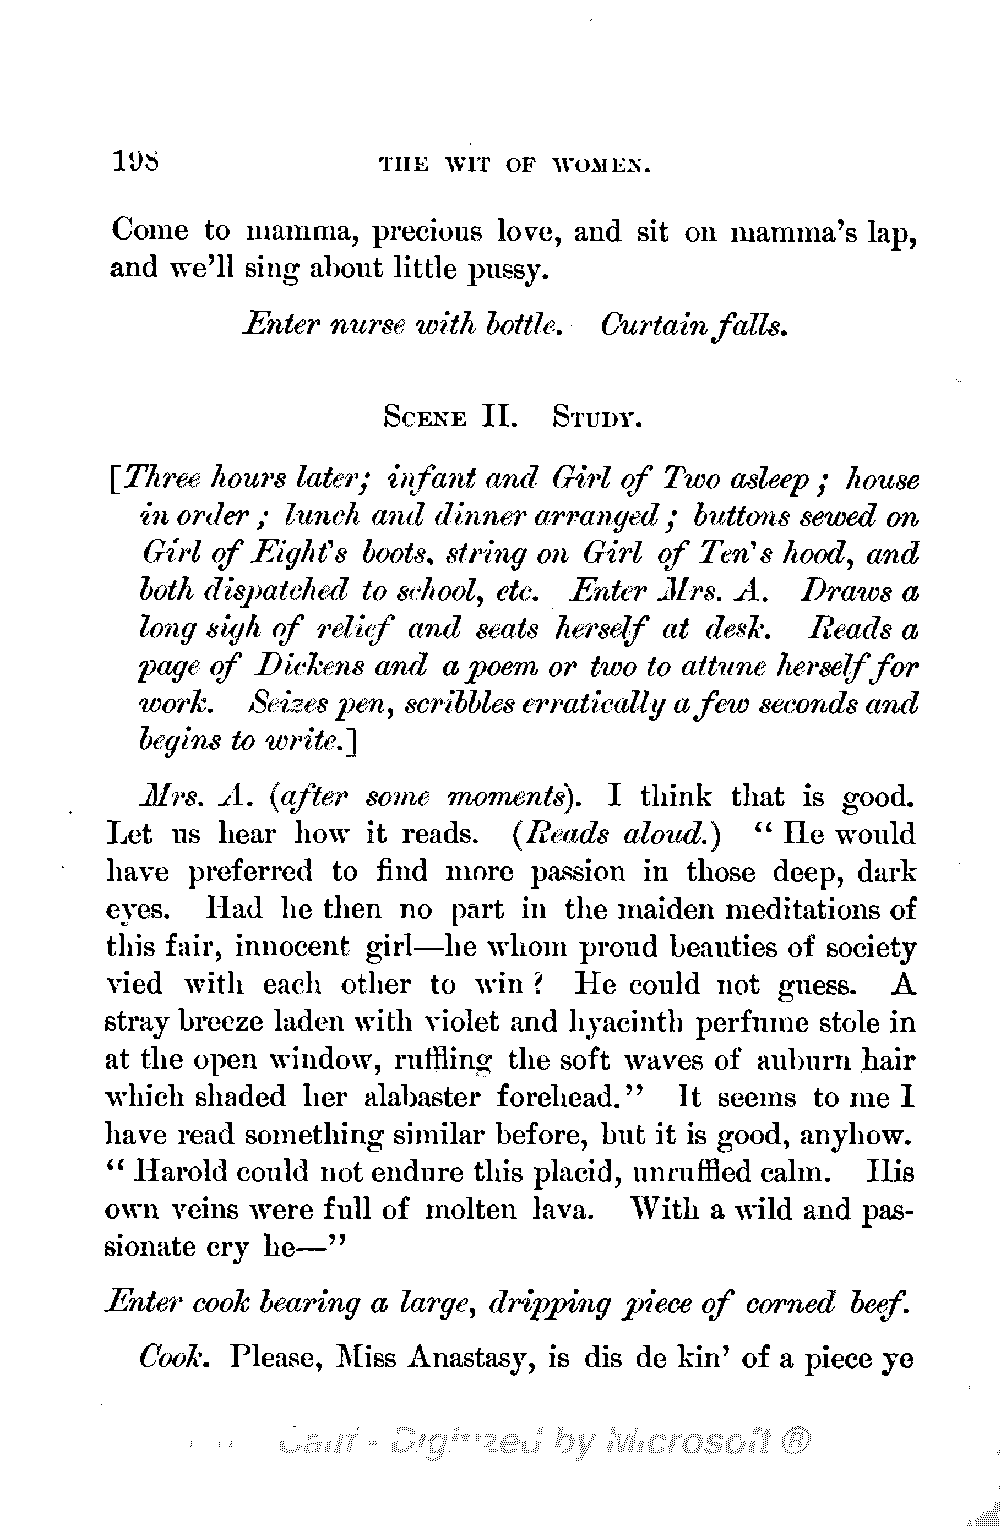 198 THE WIT OF WOMEN.
Come to mamma, precious love, and sit on mamma's lap,
and we'll sing about little pussy.
Enter nurse with bottle. Curtain falls.
SCENE II. STUDY.
[Three hours later; infant and Girl of Two asleep; house
in order; lunch and dinner arranged; buttons sewed on
Girl of Eight's boots, string on Girl of Ten's hood, and
both dispatched to school, etc. Enter Mrs. A. Draws a
long sigh of relief and seats herself at desk. Reads a
page of Dickens and a poem or two to attune herself for
work. Seizes pen, scribbles erratically a few seconds and
begins to write.]
Mrs. A. (after some moments). I think that is good.
Let us hear how it reads. (Reads aloud.) "He would
have preferred to find more passion in those deep, dark
eyes. Had he then no part in the maiden meditations of
this fair, innocent girl—he whom proud beauties of society
vied with each other to win? He could not guess. A
stray breeze laden with violet and hyacinth perfume stole in
at the open window, ruffling the soft waves of auburn hair
which shaded her alabaster forehead." It seems to me I
have read something similar before, but it is good, anyhow.
"Harold could not endure this placid, unruffled calm. His
own veins were full of molten lava. With a wild and pas-
sionate cry he—"
Enter cook bearing a large, dripping piece of corned beef.
Cook. Please, Miss Anastasy, is dis de kin' of a piece ye
- Digitized by Microsoft ®